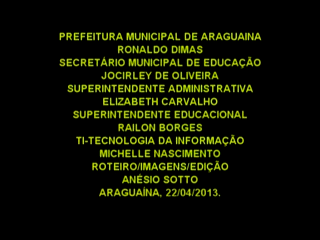 PREFEITURA MUNICIPAL DE ARAGUAINA
RONALDO DIMAS
SECRETÁRIO MUNICIPAL DE EDUCAÇÃO
JOCIRLEY DE OLIVEIRA
SUPERINTENDENTE ADMINISTRATIVA
ELIZABETH CARVALHO
SUPERINTENDENTE EDUCACIONAL
RAILON BORGES
TI-TECNOLOGIA DA INFORMAÇÃO
MICHELLE NASCIMENTO
ROTEIRO/IMAGENS/EDIÇÃO
ANÉSIO SOTTO
ARAGUAÍNA, 22/04/2013.